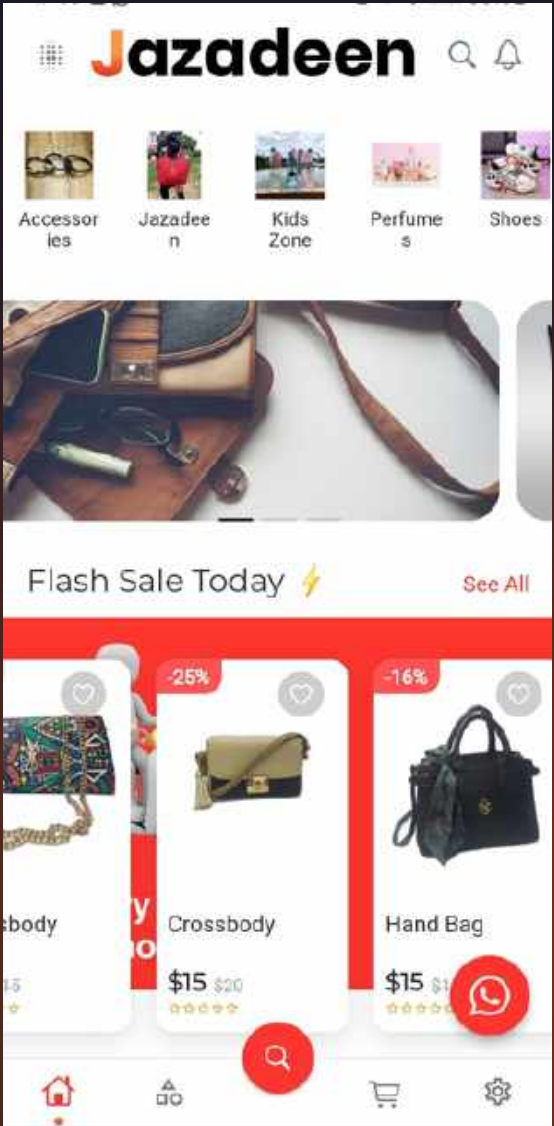 Jazadeen
Accessor
ies
Jazadee
n
Kids
Zone
Perfume
s
Shoes
Flash Sale Today
See All
-25%
-16%
sbody
Crossbody
Hand Bag
$15 $20
$15